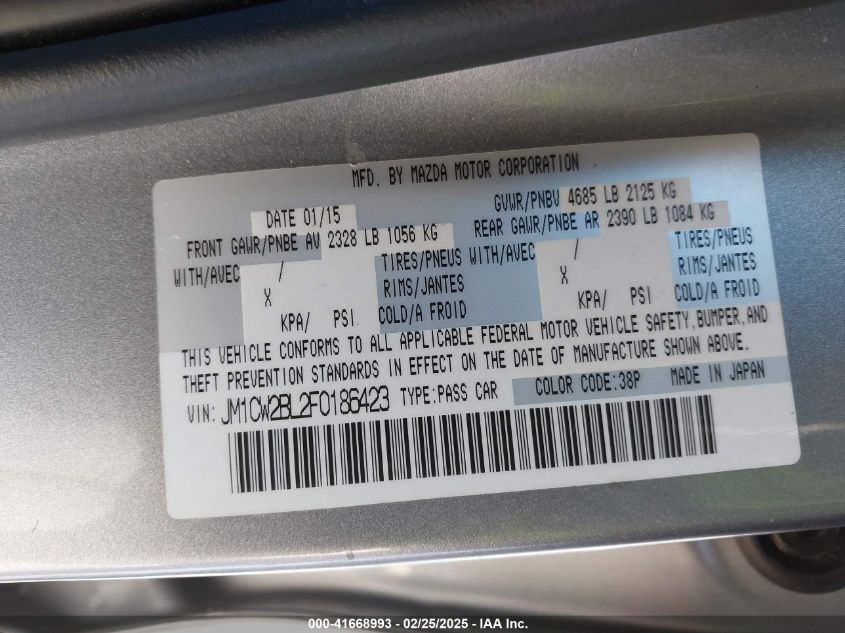 MFD. BY MAZDA MOTOR CORPORATION
DATE 01/15 GVWR/PNBV 4685 LB 2125 KG
FRONT GAWR/PNBE AV 2328 LB 1056 KG REAR GAWR/PNBE AR 2390 LB 1084 KG
WITH/AVEC / TIRES/PNEUS WITH/AVEC / TIRES/PNEUS
X RIMS/JANTES X RIMS/JANTES
KPA/ PSI COLD/A FROID KPA/ PSI COLD/A FROID
THIS VEHICLE CONFORMS TO ALL APPLICABLE FEDERAL MOTOR VEHICLE SAFETY,BUMPER,AND
THEFT PREVENTION STANDARDS IN EFFECT ON THE DATE OF MANUFACTURE SHOWN ABOVE.
VIN: JM1CW2BL2F0186423 TYPE:PASS CAR COLOR CODE:38P MADE IN JAPAN
000-41668993 / 02/25/2025 - IAA Inc.